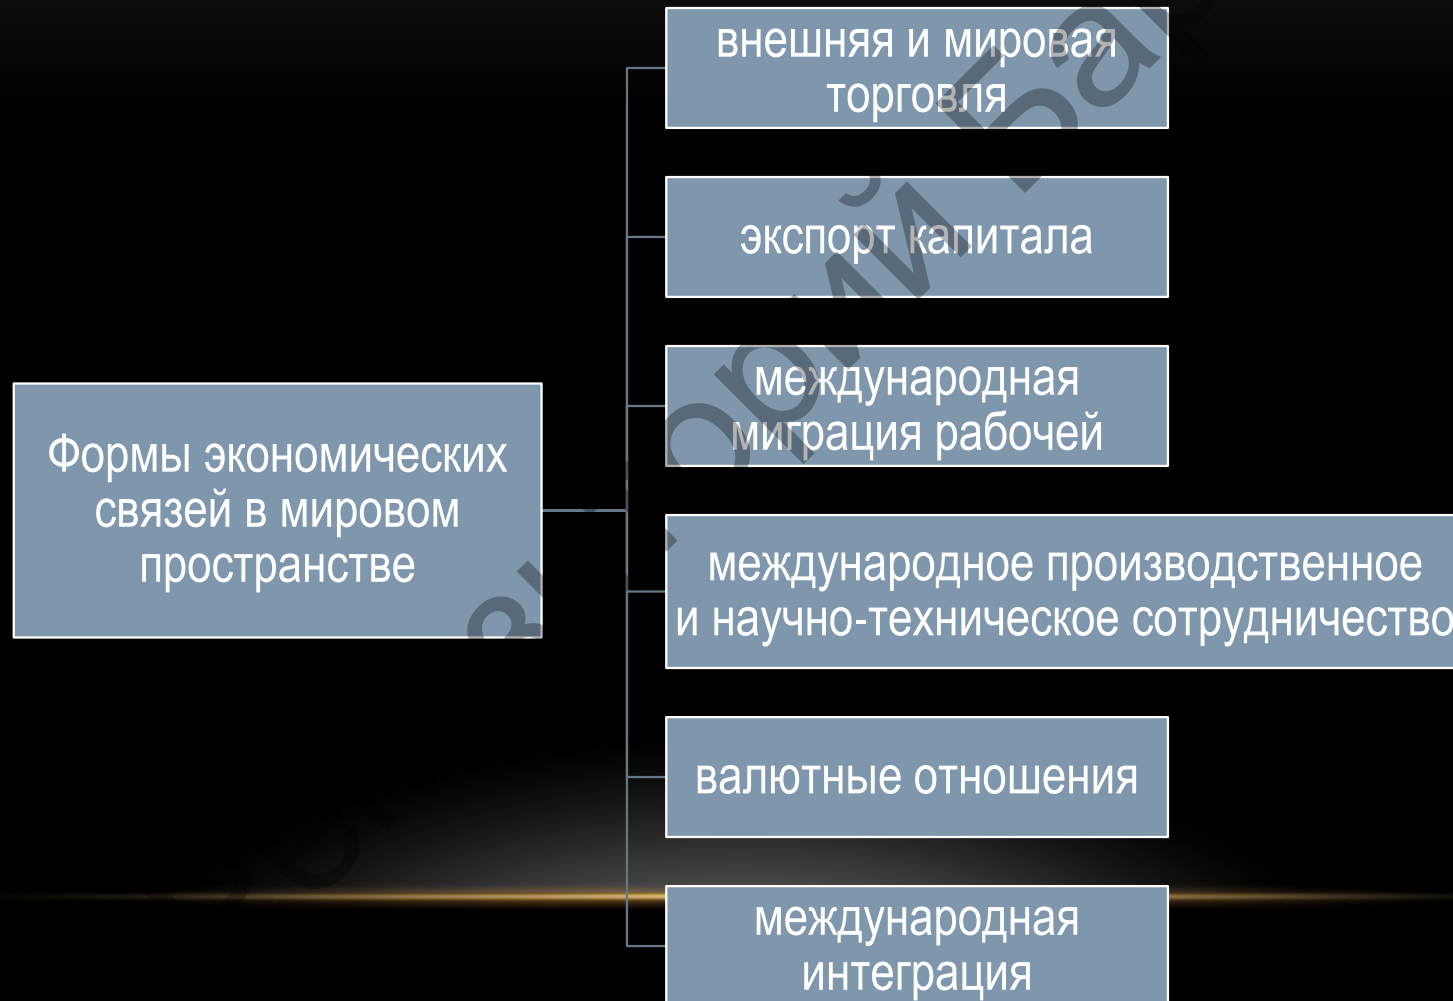 внешняя и мировая
торговля
экспорт капитала
международная
миграция рабочей
Формы экономических
связей в мировом
пространстве
международное производственное
и научно-техническое сотрудничество
валютные отношения
международная
интеграция